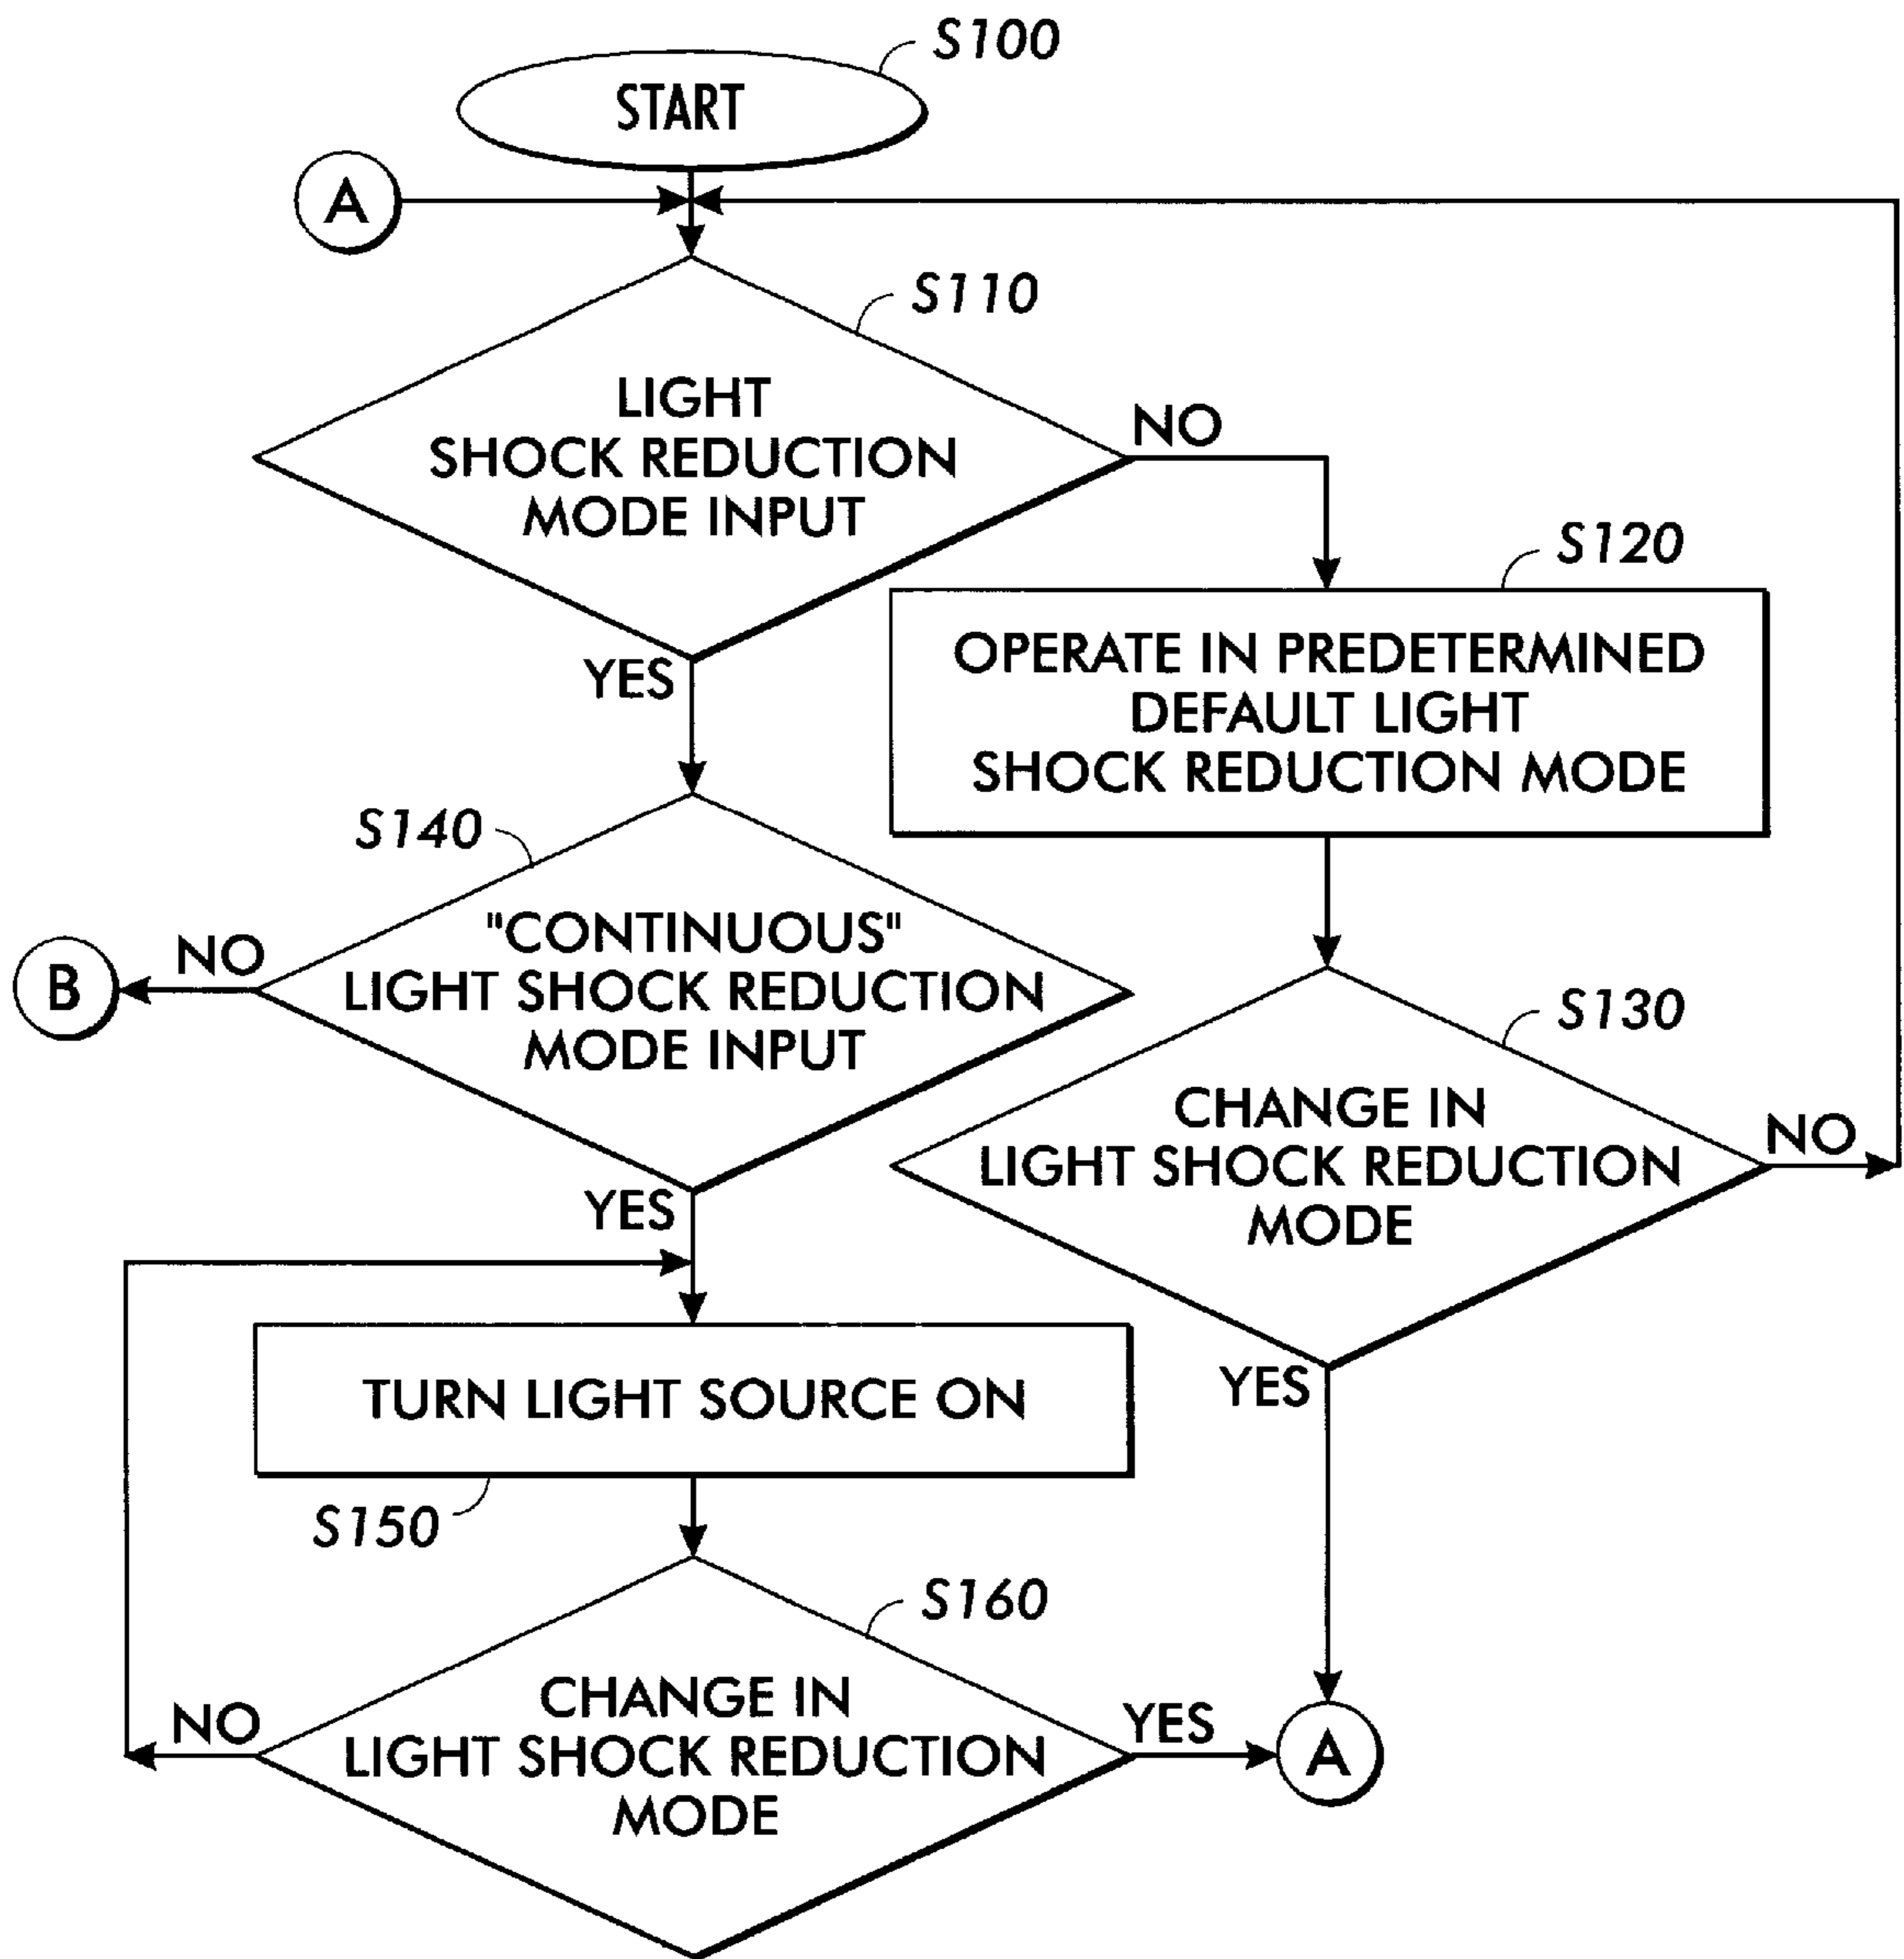 S100
START
A
S110
LIGHT
SHOCK REDUCTION
MODE INPUT
NO
YES
S120
OPERATE IN PREDETERMINED
DEFAULT LIGHT
SHOCK REDUCTION MODE
S140
"CONTINUOUS"
LIGHT SHOCK REDUCTION
MODE INPUT
NO
B
YES
S130
CHANGE IN
LIGHT SHOCK REDUCTION
MODE
NO
YES
TURN LIGHT SOURCE ON
S150
S160
CHANGE IN
LIGHT SHOCK REDUCTION
MODE
NO
YES
A